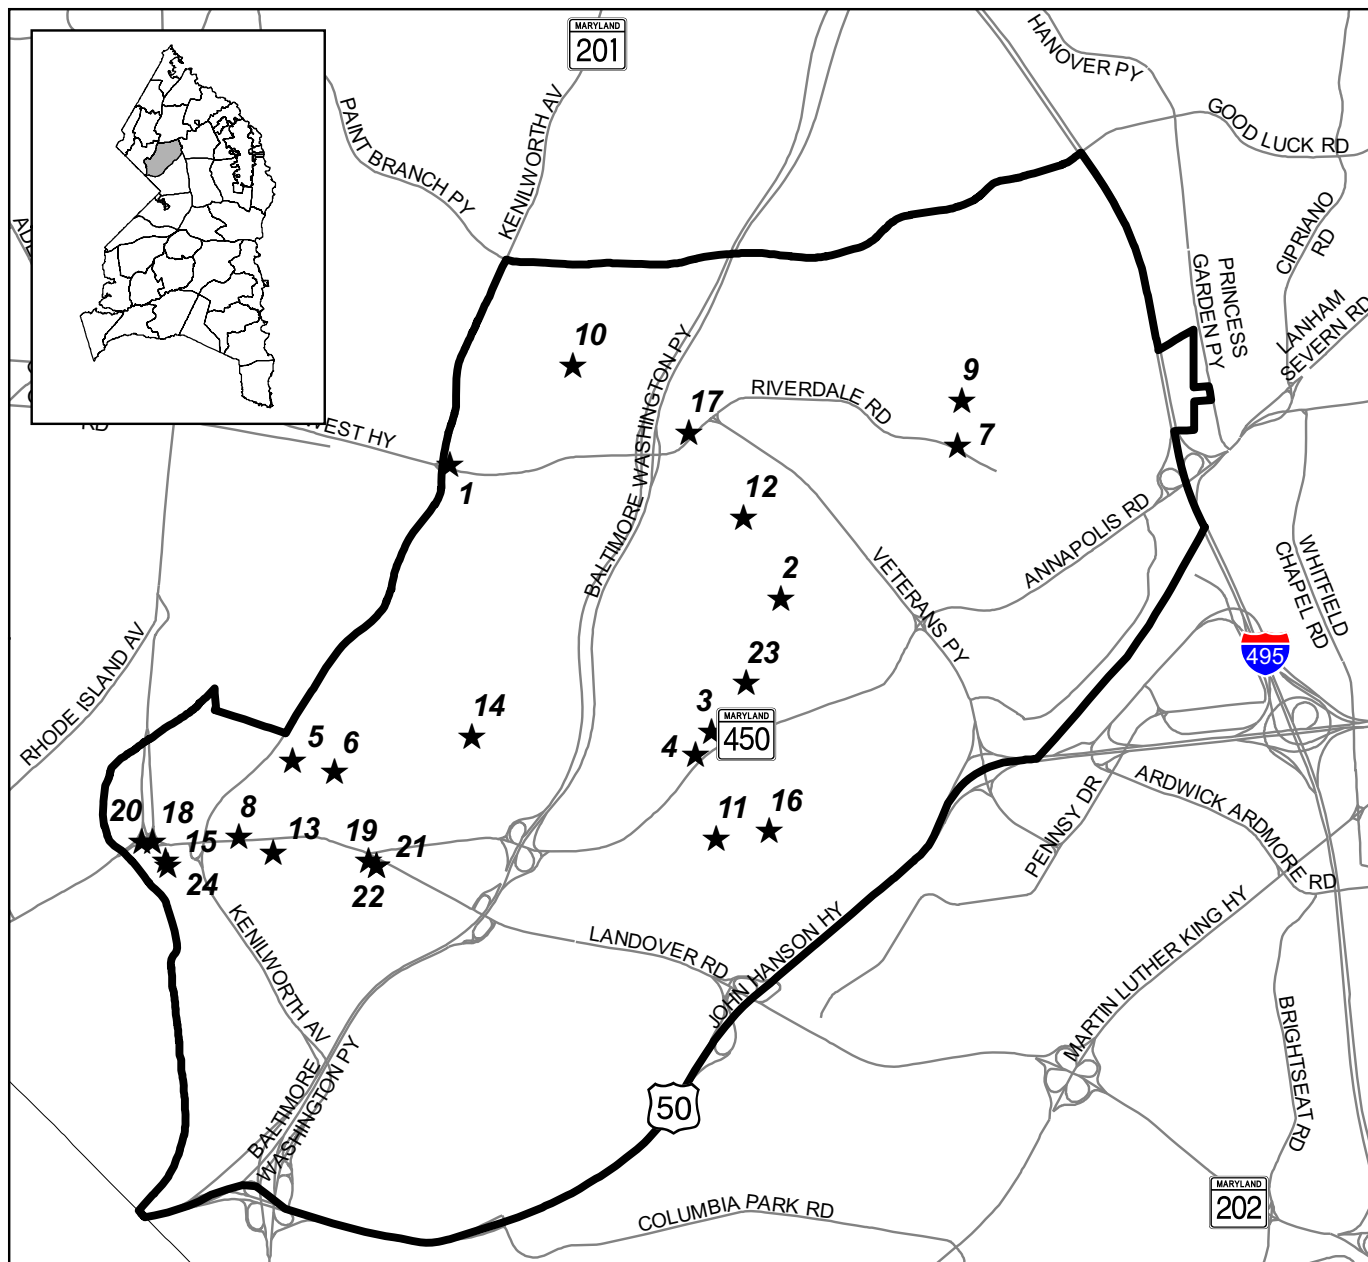 MARYLAND
201
HANOVER PY
GOOD LUCK RD
PAINT BRANCH PY
KENILWORTH AV
CIPRIANO
RD
PRINCESS
GARDEN PY
LANHAM
SEVERN RD
10
9
17
RIVERDALE RD
7
WEST HY
RD
1
BALTIMORE WASHINGTON PY
12
ANNAPOLIS RD
2
VETERANS PY
WHITFIELD
CHAPEL RD
RHODE ISLAND AV
23
495
14
3
MARYLAND
450
5
6
4
ARDWICK ARDMORE RD
PENNSY DR
20
18
8
13
19
21
15
24
22
11
16
KENILWORTH AV
LANDOVER RD
JOHN HANSON HY
MARTIN LUTHER KING HY
BRIGHTSEAT RD
BALTIMORE
WASHINGTON PY
50
COLUMBIA PARK RD
MARYLAND
202